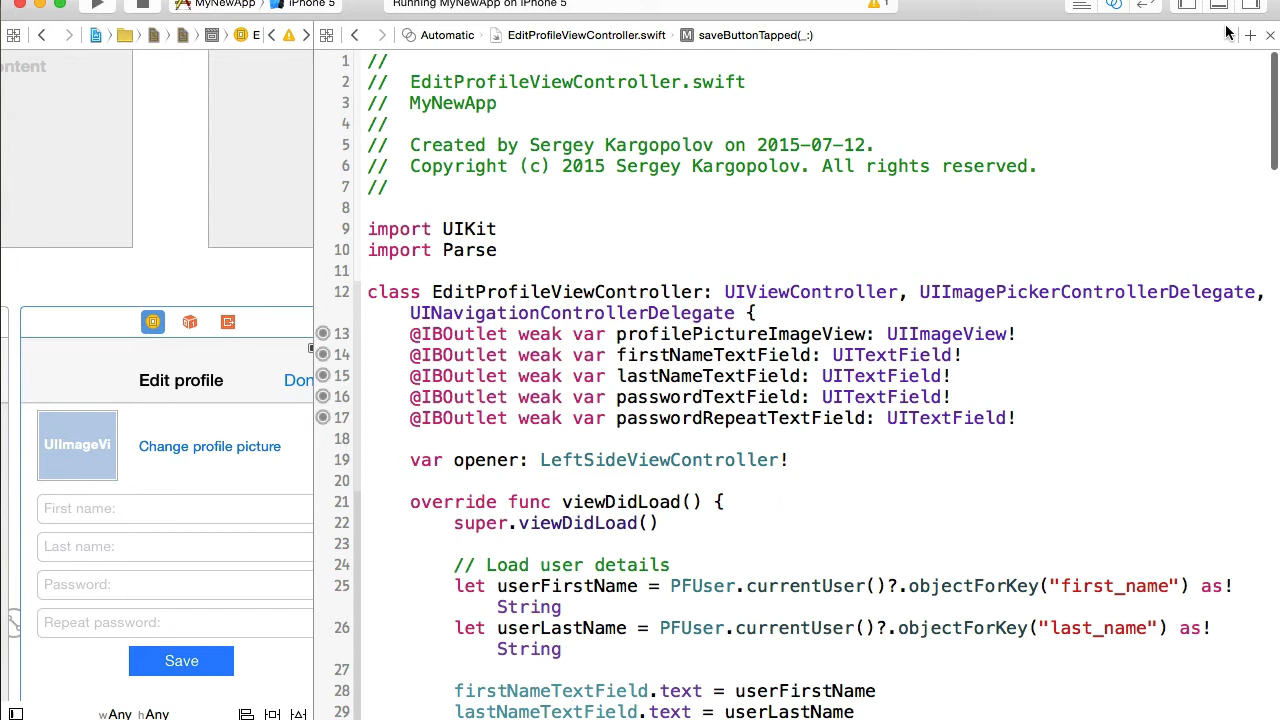 MyNewApp iPhone 5
Running MyNewApp on iPhone 5
1
E
Automatic
EditProfileViewController.swift
M saveButtonTapped(_:)
ontent
Edit profile
Don
UIImageVi
Change profile picture
First name:
Last name:
Password:
Repeat password:
Save
wAny hAny
1 //
2 //  EditProfileViewController.swift
3 //  MyNewApp
4 //
5 //  Created by Sergey Kargopolov on 2015-07-12.
6 //  Copyright (c) 2015 Sergey Kargopolov. All rights reserved.
7 //
8
9 import UIKit
10 import Parse
11
12 class EditProfileViewController: UIViewController, UIImagePickerControllerDelegate,
UINavigationControllerDelegate {
13 @IBOutlet weak var profilePictureImageView: UIImageView!
14 @IBOutlet weak var firstNameTextField: UITextField!
15 @IBOutlet weak var lastNameTextField: UITextField!
16 @IBOutlet weak var passwordTextField: UITextField!
17 @IBOutlet weak var passwordRepeatTextField: UITextField!
18
19 var opener: LeftSideViewController!
20
21 override func viewDidLoad() {
22 super.viewDidLoad()
23
24 // Load user details
25 let userFirstName = PFUser.currentUser()?.objectForKey("first_name") as!
String
26 let userLastName = PFUser.currentUser()?.objectForKey("last_name") as!
String
27
28 firstNameTextField.text = userFirstName
29 lastNameTextField.text = userLastName